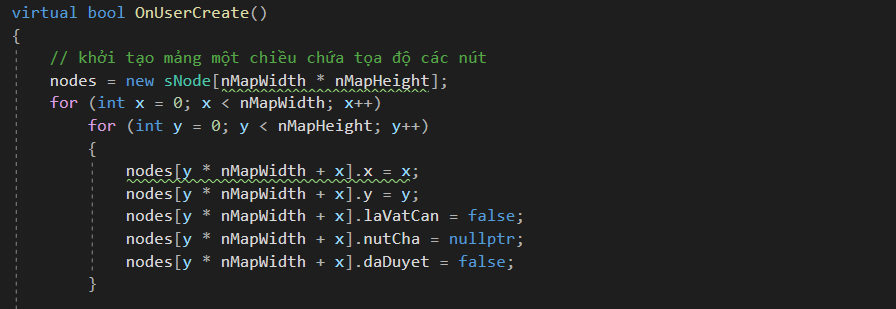 virtual bool OnUserCreate()
{
// khởi tạo mảng một chiều chứa tọa độ các nút
nodes = new sNode[nMapWidth * nMapHeight];
for (int x = 0; x < nMapWidth; x++)
for (int y = 0; y < nMapHeight; y++)
{
nodes[y * nMapWidth + x].x = x;
nodes[y * nMapWidth + x].y = y;
nodes[y * nMapWidth + x].laVatCan = false;
nodes[y * nMapWidth + x].nutCha = nullptr;
nodes[y * nMapWidth + x].daDuyet = false;
}